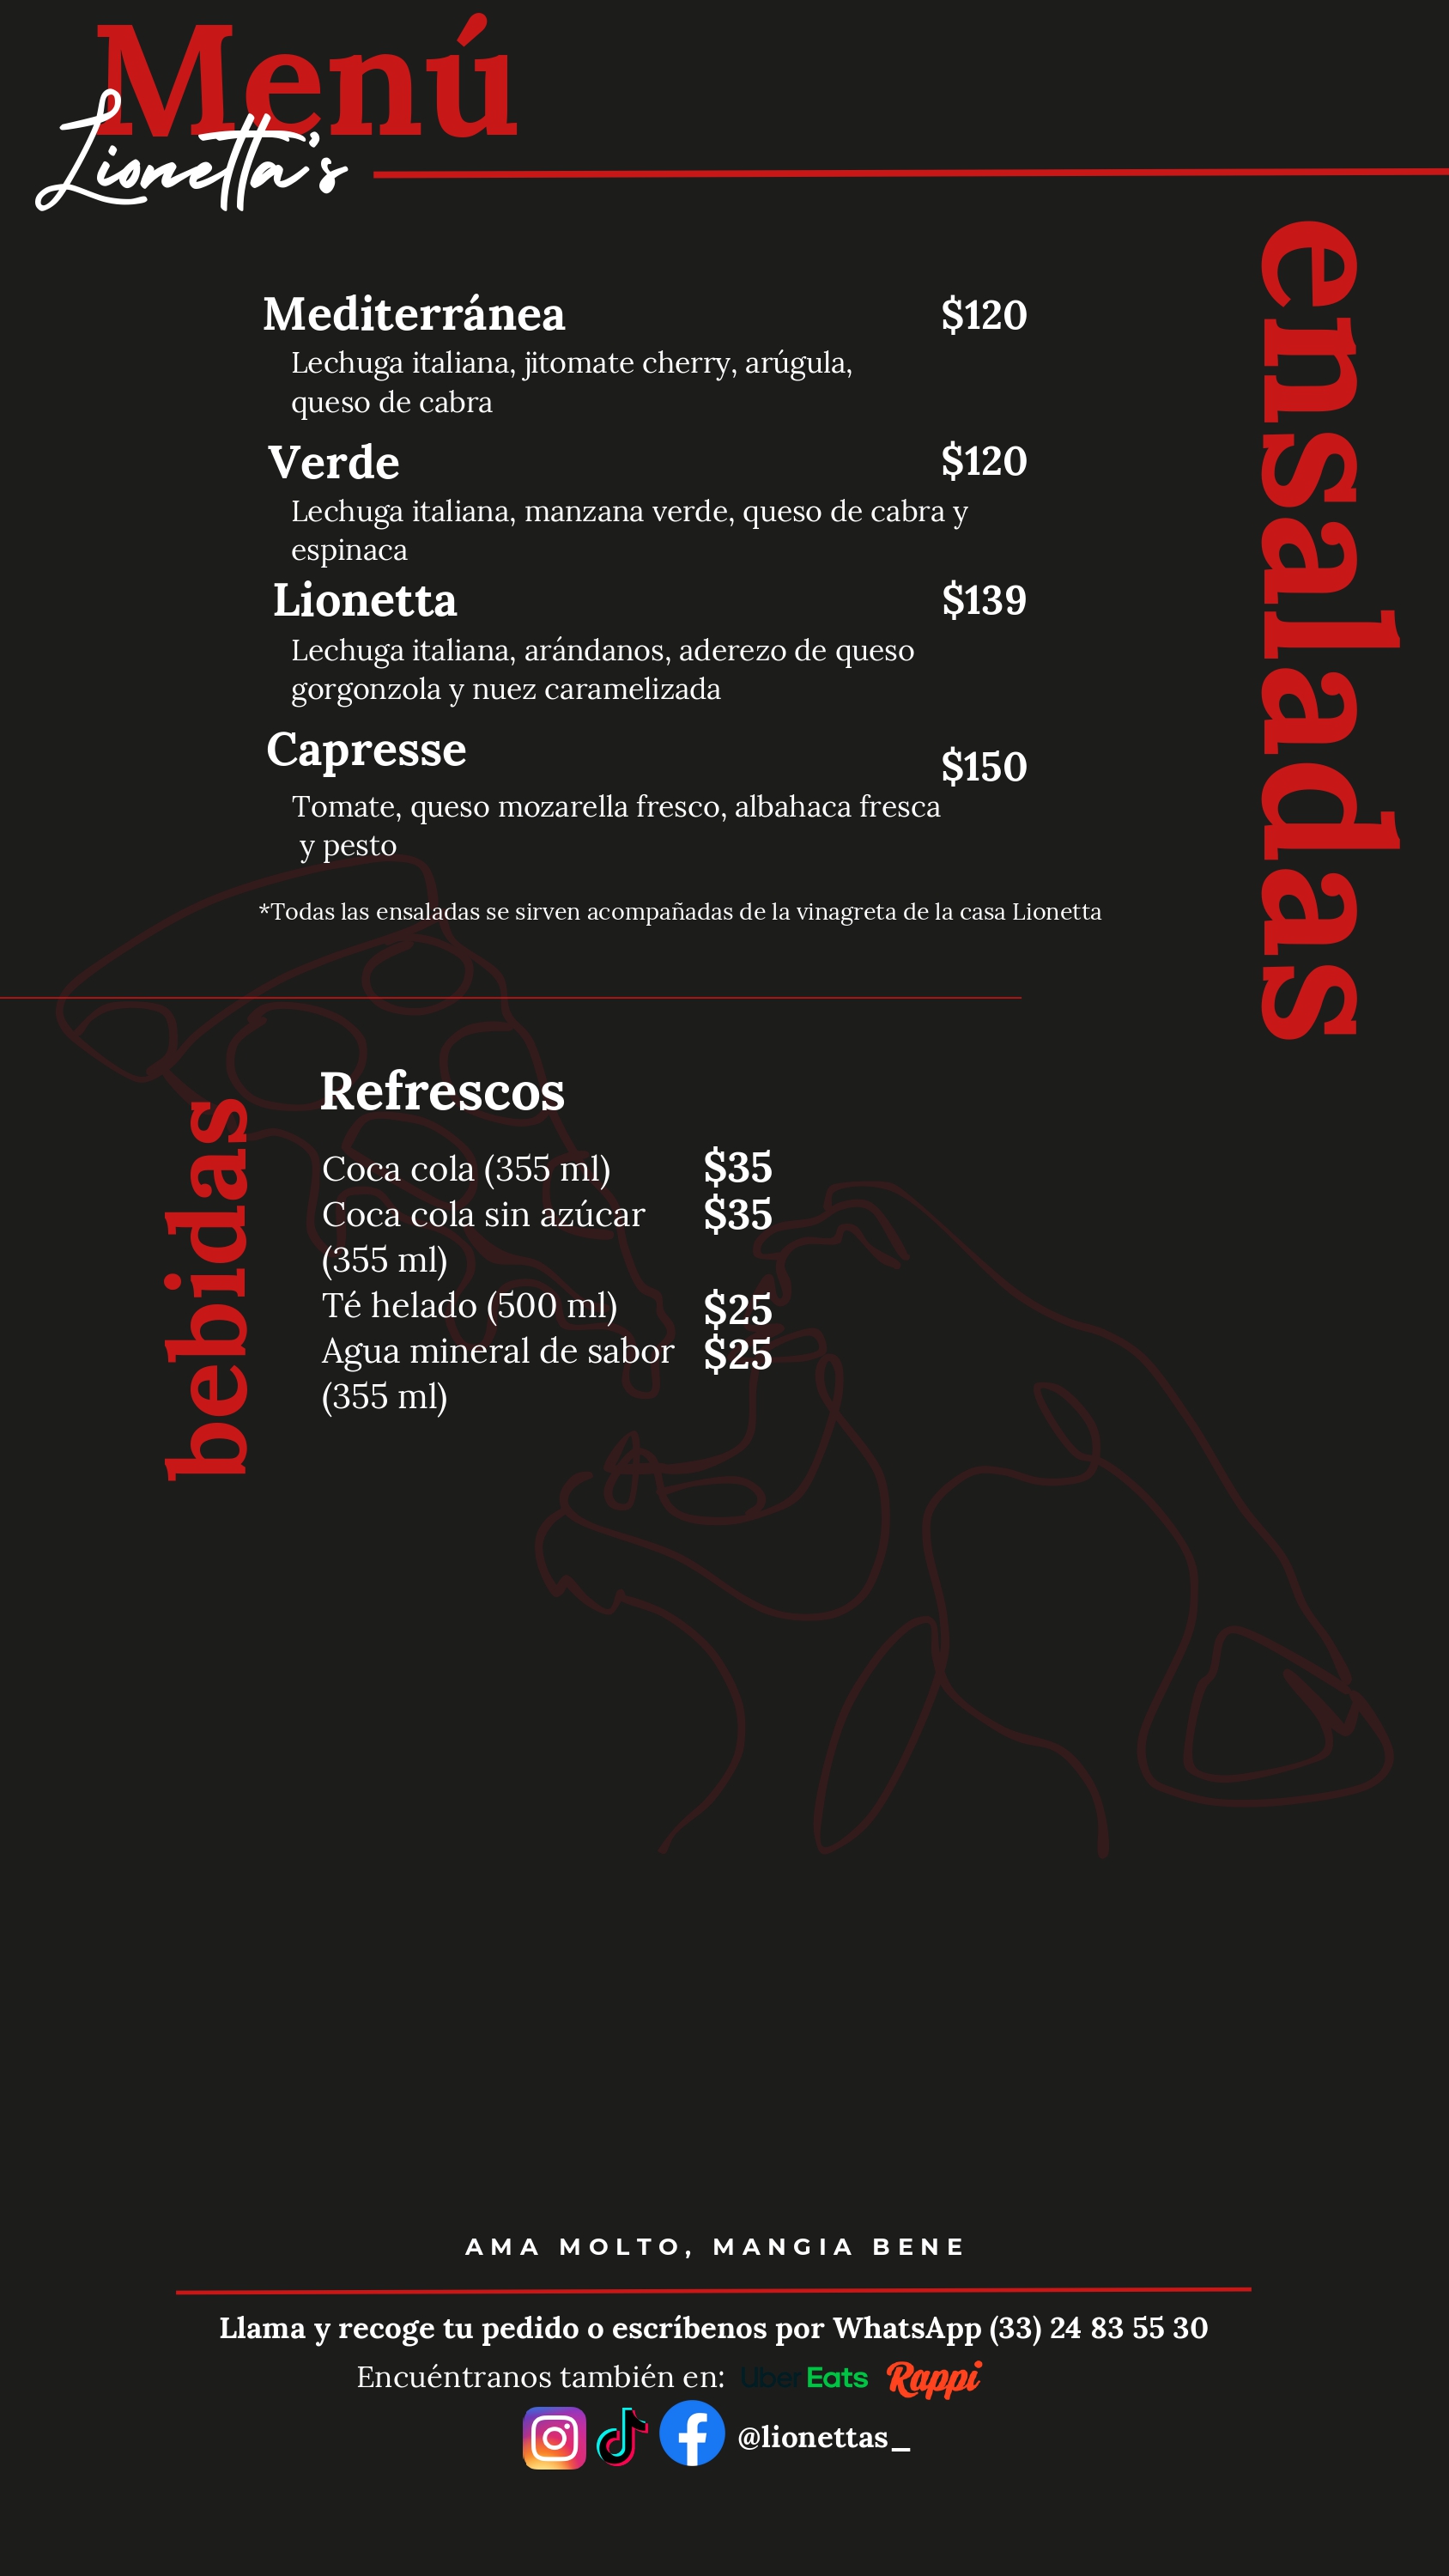 Menú
Lionetta's
ensaladas
Mediterránea $120
Lechuga italiana, jitomate cherry, arúgula,
queso de cabra
Verde $120
Lechuga italiana, manzana verde, queso de cabra y
espinaca
Lionetta $139
Lechuga italiana, arándanos, aderezo de queso
gorgonzola y nuez caramelizada
Capresse $150
Tomate, queso mozarella fresco, albahaca fresca
y pesto
*Todas las ensaladas se sirven acompañadas de la vinagreta de la casa Lionetta
bebidas
Refrescos
Coca cola (355 ml) $35
Coca cola sin azúcar $35
(355 ml)
Té helado (500 ml) $25
Agua mineral de sabor $25
(355 ml)
AMA MOLTO, MANGIA BENE
Llama y recoge tu pedido o escríbenos por WhatsApp (33) 24 83 55 30
Encuéntranos también en: Uber Eats Rappi
@lionettas_